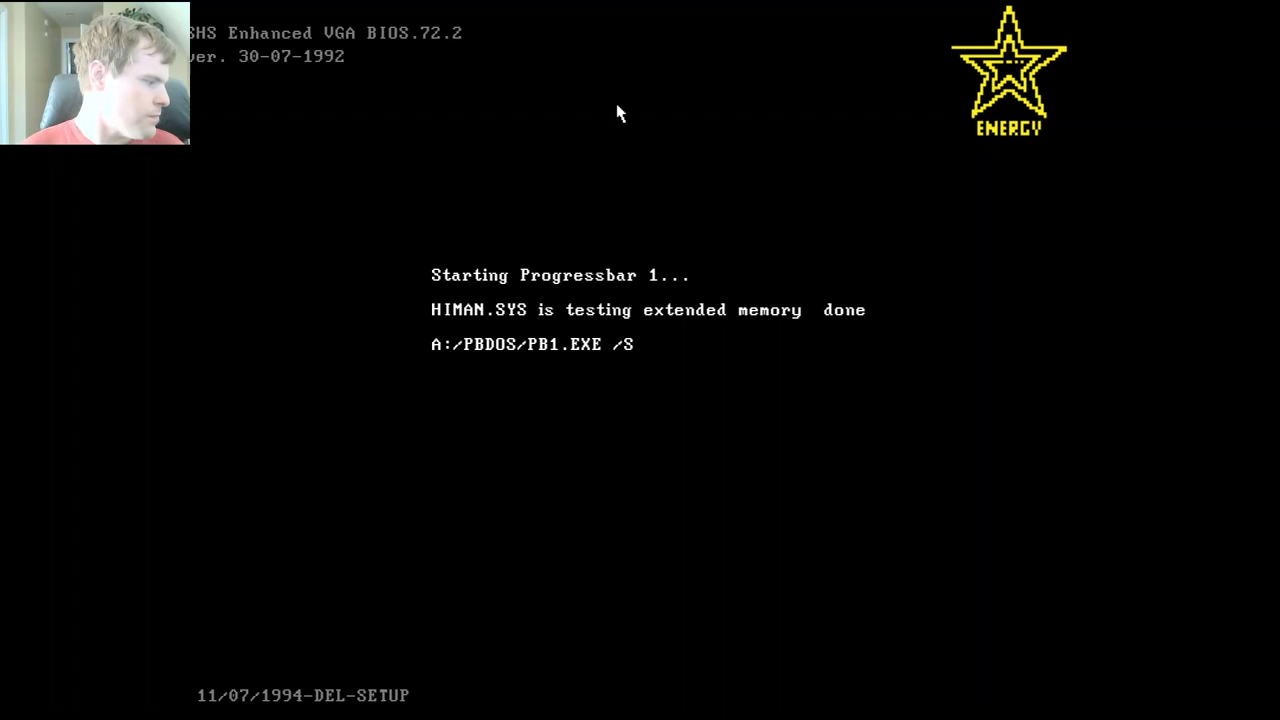 SHS Enhanced VGA BIOS.72.2
ver. 30-07-1992
ENERGY
Starting Progressbar 1...
HIMAN.SYS is testing extended memory  done
A:/PBDOS/PB1.EXE /S
11/07/1994-DEL-SETUP